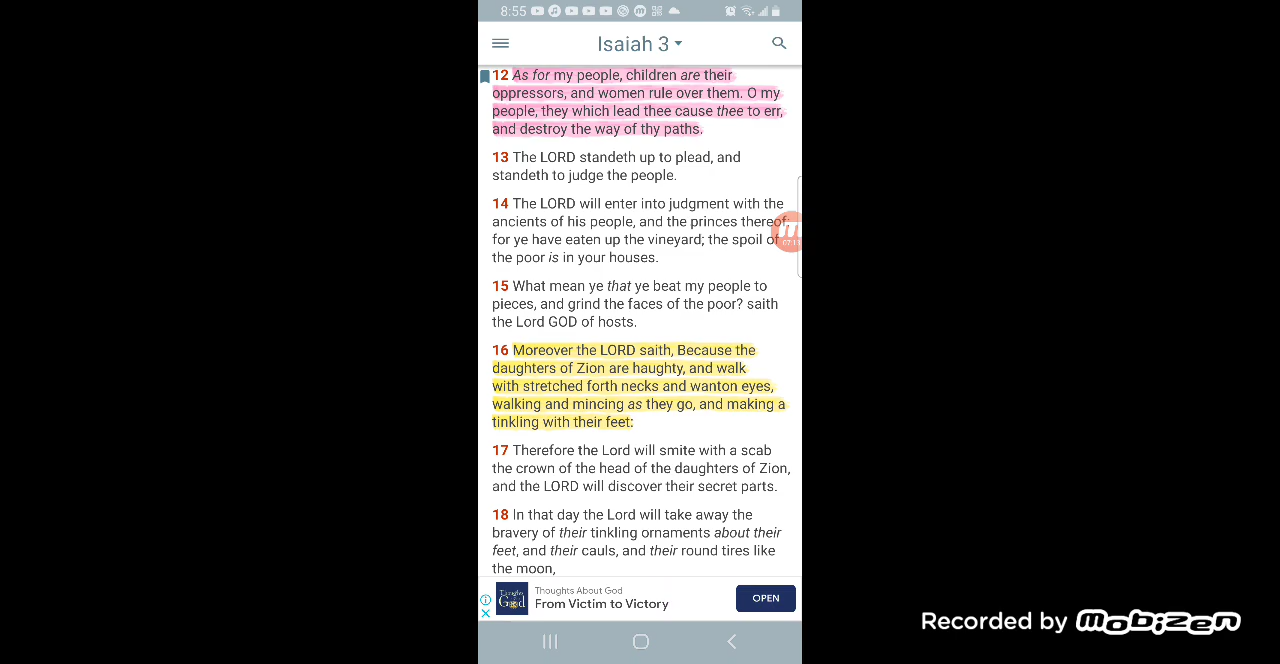 8:55
Isaiah 3
12 As for my people, children are their
oppressors, and women rule over them. O my
people, they which lead thee cause thee to err,
and destroy the way of thy paths.
13 The LORD standeth up to plead, and
standeth to judge the people.
14 The LORD will enter into judgment with the
ancients of his people, and the princes thereof:
for ye have eaten up the vineyard; the spoil of
the poor is in your houses.
15 What mean ye that ye beat my people to
pieces, and grind the faces of the poor? saith
the Lord GOD of hosts.
16 Moreover the LORD saith, Because the
daughters of Zion are haughty, and walk
with stretched forth necks and wanton eyes,
walking and mincing as they go, and making a
tinkling with their feet:
17 Therefore the Lord will smite with a scab
the crown of the head of the daughters of Zion,
and the LORD will discover their secret parts.
18 In that day the Lord will take away the
bravery of their tinkling ornaments about their
feet, and their cauls, and their round tires like
the moon,
Thoughts About God
From Victim to Victory
OPEN
Recorded by mobizen